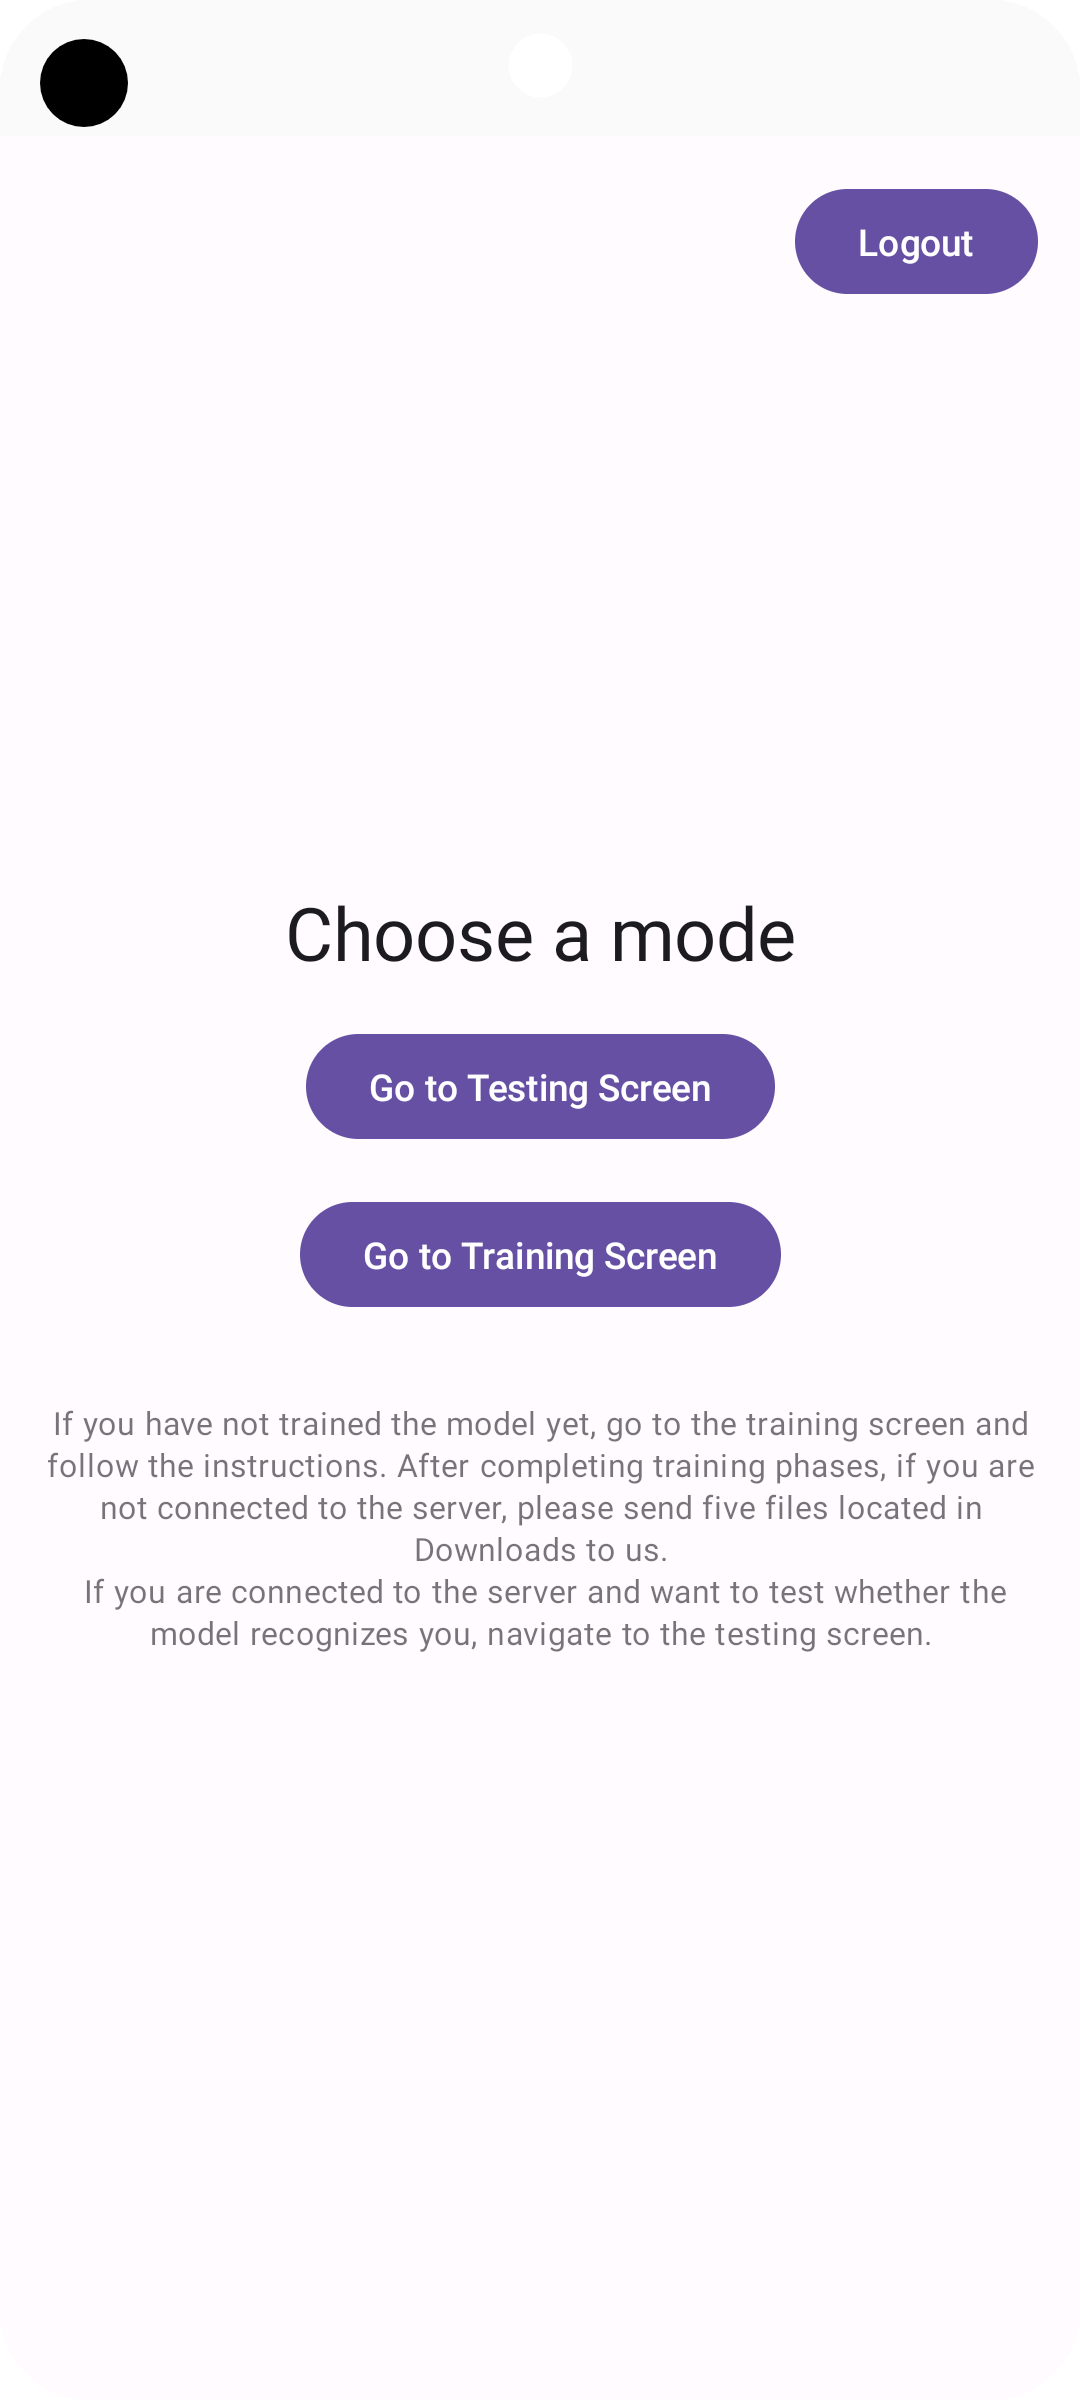 Logout
Choose a mode
Go to Testing Screen
Go to Training Screen
If you have not trained the model yet, go to the training screen and
follow the instructions. After completing training phases, if you are
not connected to the server, please send five files located in
Downloads to us.
If you are connected to the server and want to test whether the
model recognizes you, navigate to the testing screen.